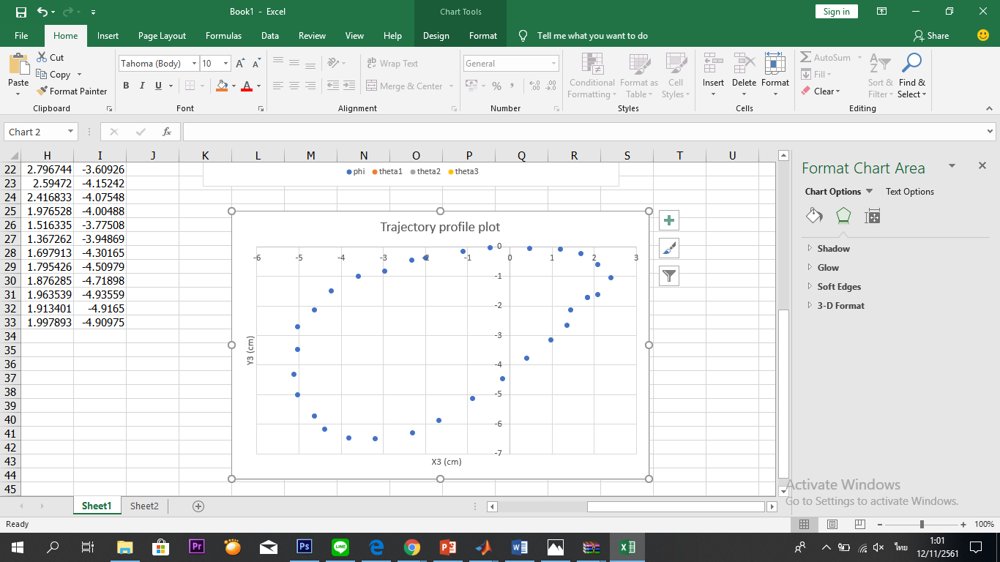 Book1 - Excel
Chart Tools
Sign in
File Home Insert Page Layout Formulas Data Review View Help Design Format Tell me what you want to do Share
Paste
Cut
Copy
Format Painter
Clipboard
Tahoma (Body) 10 A A
B I U A
Font
ab Wrap Text
Merge & Center
Alignment
General
% ,
Number
Conditional Formatting
Format as Table
Cell Styles
Styles
Insert Delete Format
Cells
AutoSum
Fill
Clear
Sort & Filter
Find & Select
Editing
Chart 2
fx
H I J K L M N O P Q R S T U
22 2.796744 -3.60926
23 2.59472 -4.15242
24 2.416833 -4.07548
25 1.976528 -4.00488
26 1.516335 -3.77508
27 1.367262 -3.94869
28 1.697913 -4.30165
29 1.795426 -4.50979
30 1.876285 -4.71898
31 1.963539 -4.93559
32 1.913401 -4.9165
33 1.997893 -4.90975
34
35
36
37
38
39
40
41
42
43
44
45
phi theta1 theta2 theta3
Trajectory profile plot
0
-6 -5 -4 -3 -2 -1 0 1 2 3
-1
-2
-3
-4
-5
-6
-7
Y3 (cm)
X3 (cm)
Format Chart Area
Chart Options Text Options
Shadow
Glow
Soft Edges
3-D Format
Activate Windows
Go to Settings to activate Windows.
Sheet1 Sheet2
Ready
100%
Pr
Ps
LINE
ไทย
1:01
12/11/2561